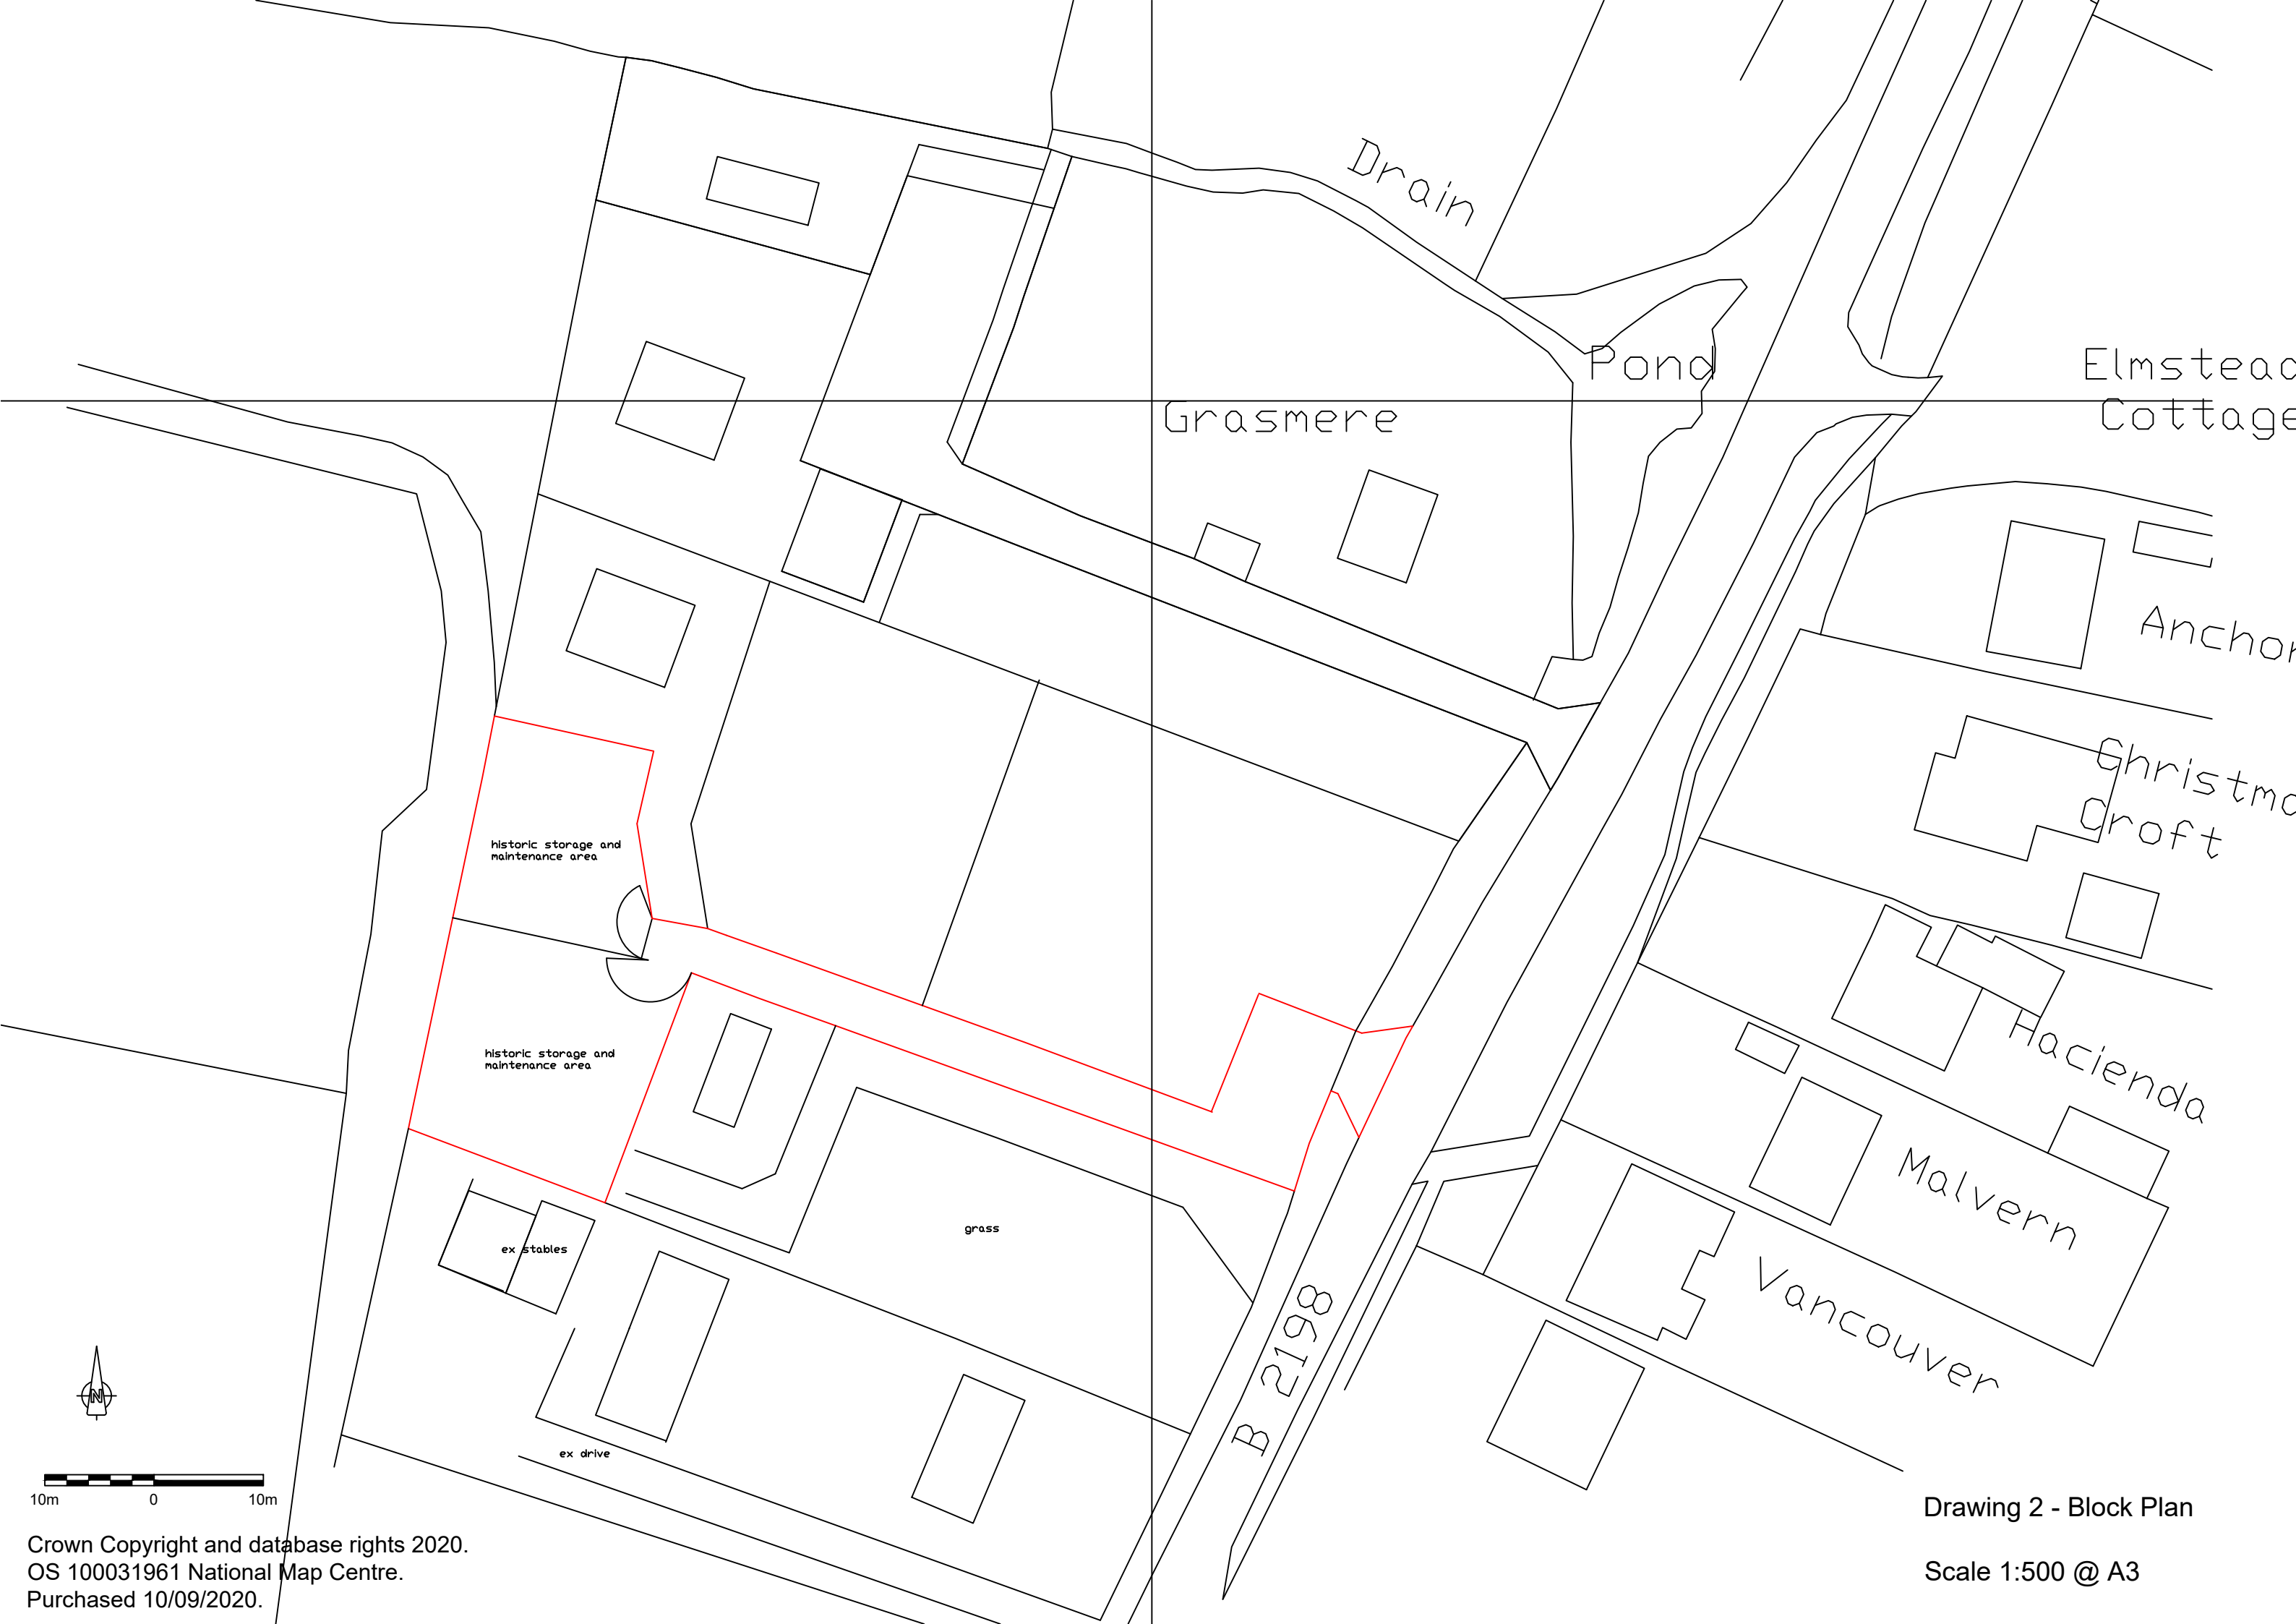 Drain
Pond
Grasmere
Elmstead
Cottage
Anchor
Christma
Croft
historic storage and
maintenance area
Hacienda
historic storage and
maintenance area
Malvern
Vancouver
grass
ex stables
B 2198
ex drive
N
10m 0 10m
Crown Copyright and database rights 2020.
OS 100031961 National Map Centre.
Purchased 10/09/2020.
Drawing 2 - Block Plan
Scale 1:500 @ A3